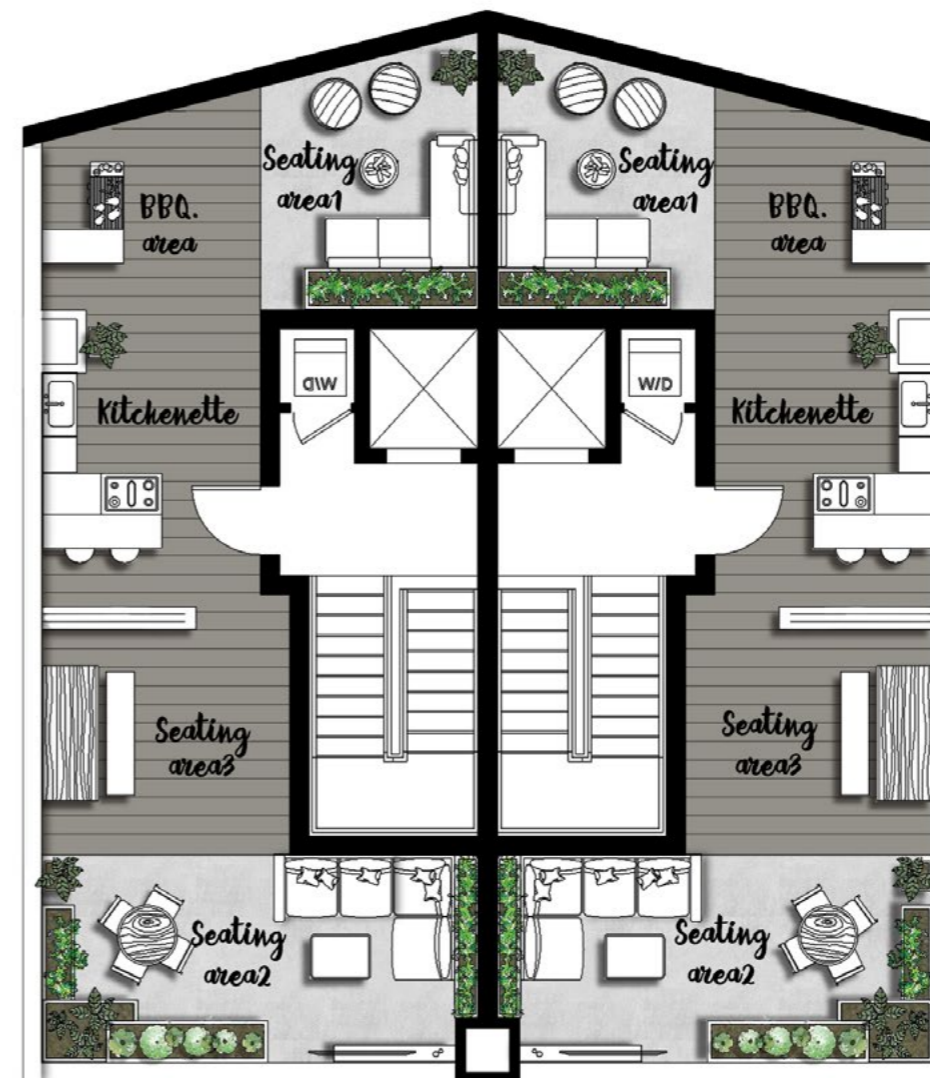 Seating
area1
Seating
area1
BBQ.
area
BBQ.
area
W/D
W/D
Kitchenette
Kitchenette
Seating
area3
Seating
area3
Seating
area2
Seating
area2